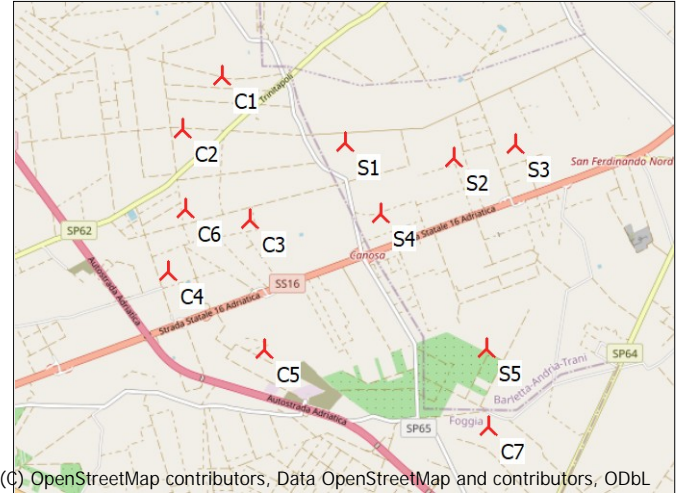 C1
Trinitapoli
C2
S1
S2
S3
San Ferdinando Nord
C6
C3
S4
a Statale 16 Adriatica
SP62
Canosa
Autostrada Adriatica
C4
SS16
Strada Statale 16 Adriatica
C5
S5
SP64
Barletta-Andria-Trani
Autostrada Adriatica
Foggia
SP65
C7
(C) OpenStreetMap contributors, Data OpenStreetMap and contributors, ODbL